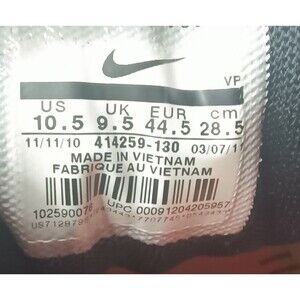 VP
US UK EUR cm
10.5 9.5 44.5 28.5
11/11/10 414259-130 03/07/11
MADE IN VIETNAM
FABRIQUE AU VIETNAM
UPC 00091204205957